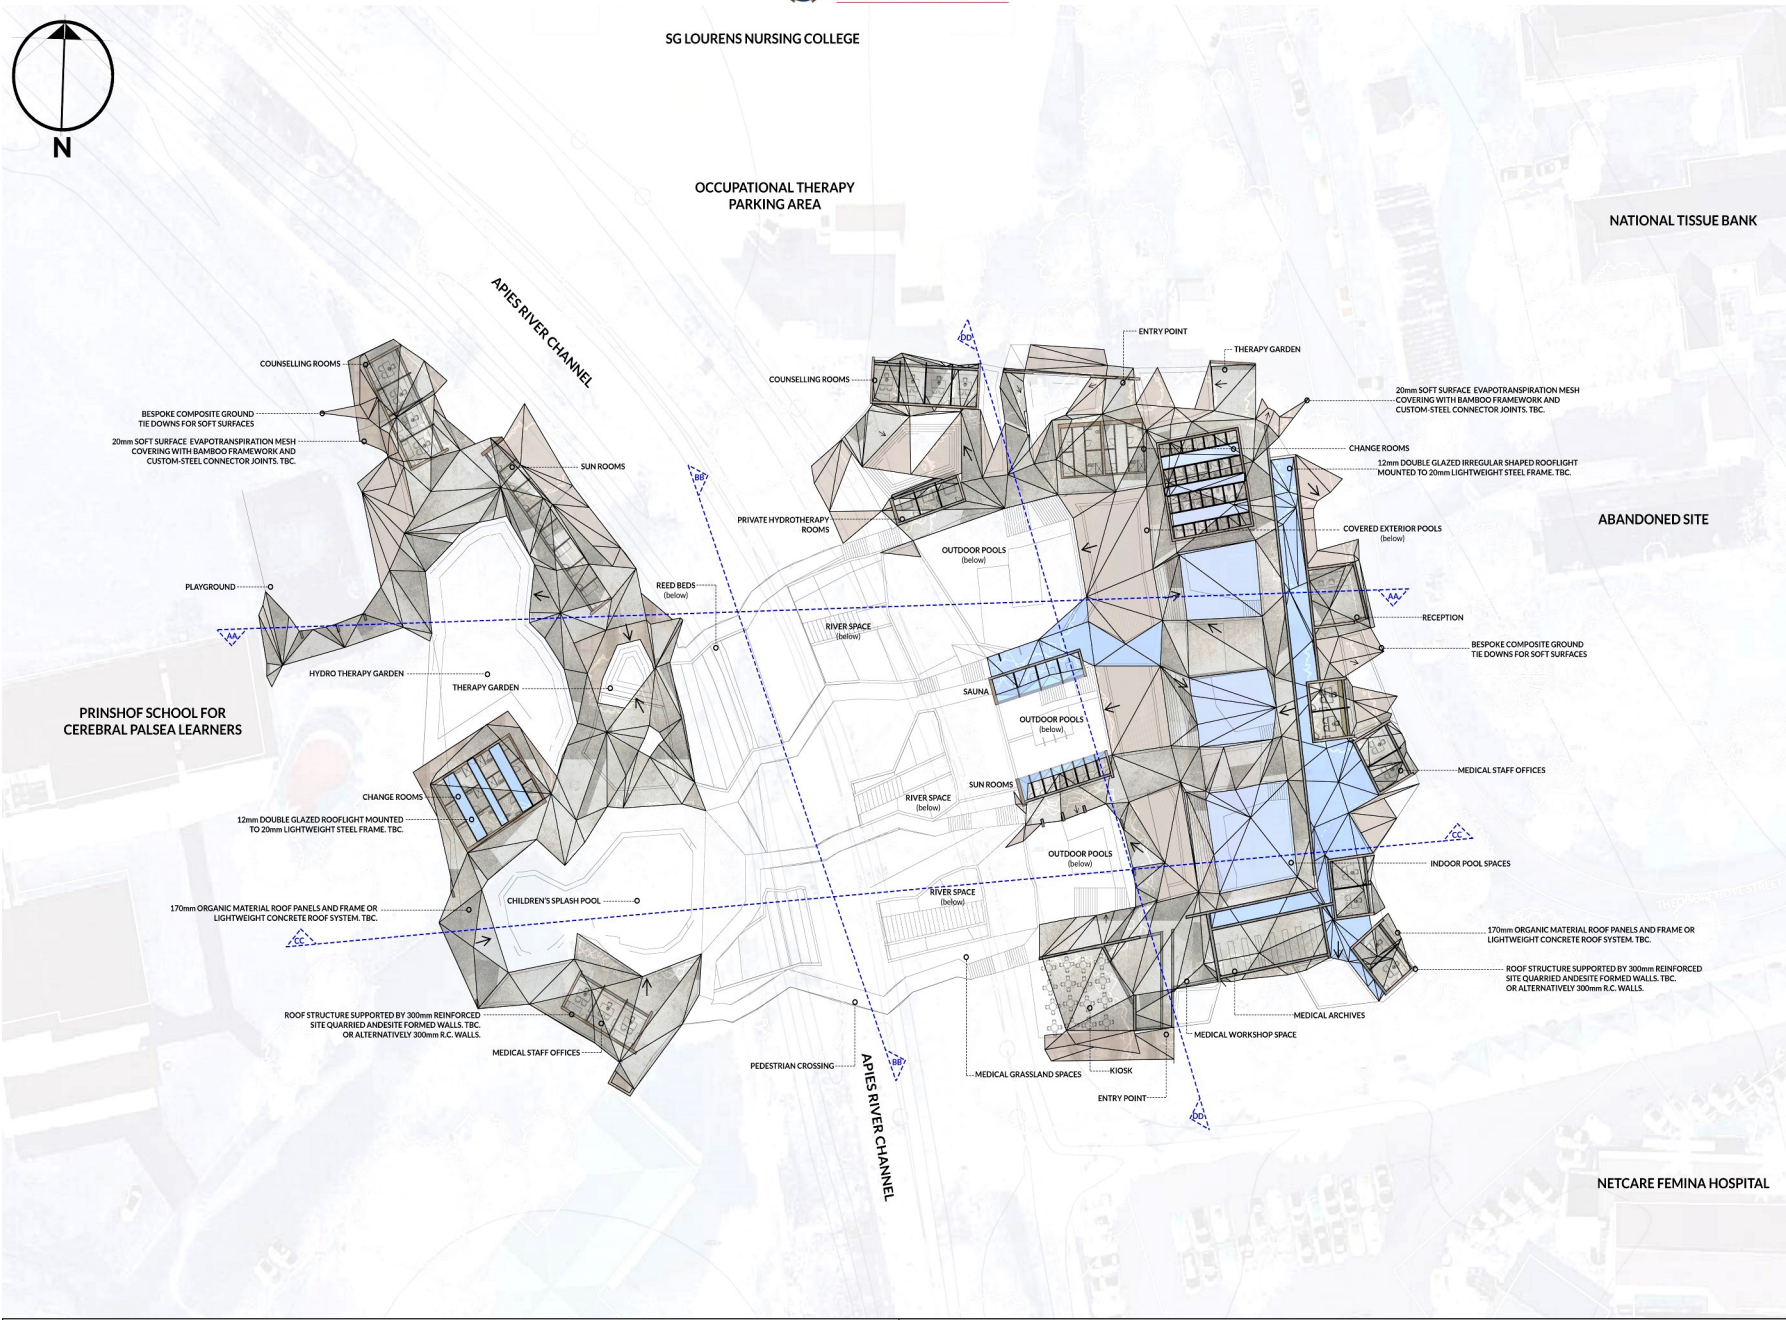 SG LOURENS NURSING COLLEGE
N
OCCUPATIONAL THERAPY
PARKING AREA
NATIONAL TISSUE BANK
APIES RIVER CHANNEL
DD
ENTRY POINT
THERAPY GARDEN
COUNSELLING ROOMS
COUNSELLING ROOMS
20mm SOFT SURFACE EVAPOTRANSPIRATION MESH
COVERING WITH BAMBOO FRAMEWORK AND
CUSTOM-STEEL CONNECTOR JOINTS. TBC.
BESPOKE COMPOSITE GROUND
TIE DOWNS FOR SOFT SURFACES
20mm SOFT SURFACE EVAPOTRANSPIRATION MESH
COVERING WITH BAMBOO FRAMEWORK AND
CUSTOM-STEEL CONNECTOR JOINTS. TBC.
CHANGE ROOMS
SUN ROOMS
12mm DOUBLE GLAZED IRREGULAR SHAPED ROOFLIGHT
MOUNTED TO 20mm LIGHTWEIGHT STEEL FRAME. TBC.
BB
PRIVATE HYDROTHERAPY
ROOMS
COVERED EXTERIOR POOLS
(below)
ABANDONED SITE
OUTDOOR POOLS
(below)
PLAYGROUND
REED BEDS
(below)
AA
AA
RIVER SPACE
(below)
RECEPTION
BESPOKE COMPOSITE GROUND
TIE DOWNS FOR SOFT SURFACES
HYDRO THERAPY GARDEN
THERAPY GARDEN
SAUNA
PRINSHOF SCHOOL FOR
CEREBRAL PALSEA LEARNERS
OUTDOOR POOLS
(below)
MEDICAL STAFF OFFICES
SUN ROOMS
CHANGE ROOMS
RIVER SPACE
(below)
12mm DOUBLE GLAZED ROOFLIGHT MOUNTED
TO 20mm LIGHTWEIGHT STEEL FRAME. TBC.
CC
OUTDOOR POOLS
(below)
INDOOR POOL SPACES
RIVER SPACE
(below)
CHILDREN'S SPLASH POOL
170mm ORGANIC MATERIAL ROOF PANELS AND FRAME OR
LIGHTWEIGHT CONCRETE ROOF SYSTEM. TBC.
CC
170mm ORGANIC MATERIAL ROOF PANELS AND FRAME OR
LIGHTWEIGHT CONCRETE ROOF SYSTEM. TBC.
ROOF STRUCTURE SUPPORTED BY 300mm REINFORCED
SITE QUARRIED ANDESITE FORMED WALLS. TBC.
OR ALTERNATIVELY 300mm R.C. WALLS.
ROOF STRUCTURE SUPPORTED BY 300mm REINFORCED
SITE QUARRIED ANDESITE FORMED WALLS. TBC.
OR ALTERNATIVELY 300mm R.C. WALLS.
MEDICAL ARCHIVES
MEDICAL WORKSHOP SPACE
MEDICAL STAFF OFFICES
PEDESTRIAN CROSSING
BB
MEDICAL GRASSLAND SPACES
KIOSK
ENTRY POINT
DD
APIES RIVER CHANNEL
NETCARE FEMINA HOSPITAL